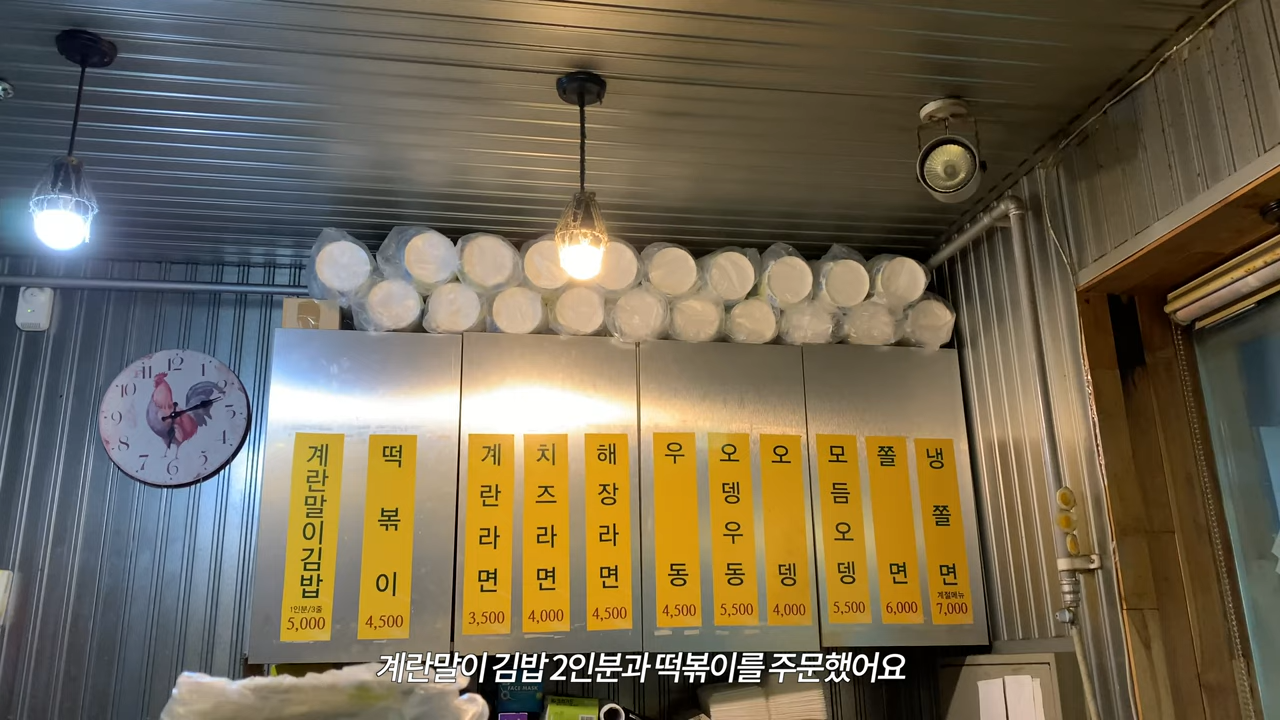 계란말이김밥
1인분/3줄
5,000
떡볶이
4,500
계란라면
3,500
치즈라면
4,000
해장라면
4,500
우동
4,500
오뎅우동
5,500
오뎅
4,000
모듬오뎅
5,500
쫄면
6,000
냉쫄면
계절메뉴
7,000
계란말이 김밥 2인분과 떡볶이를 주문했어요
FACE MASK